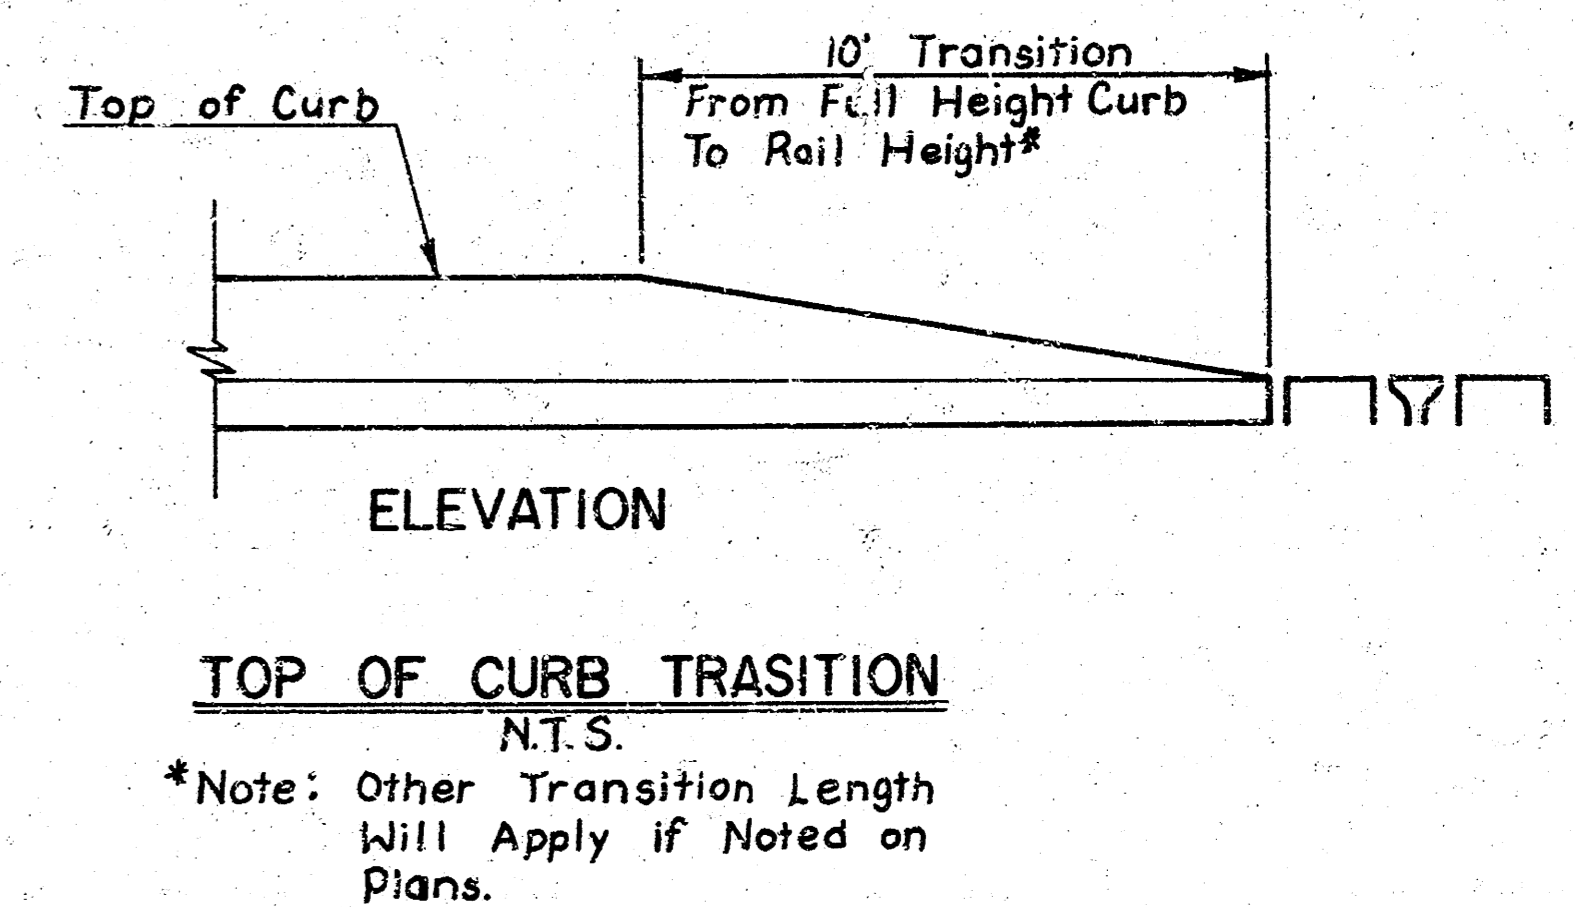 10' Transition
From Full Height Curb
To Rail Height*
Top of Curb
ELEVATION
TOP OF CURB TRASITION
N.T.S.
*Note: Other Transition Length
Will Apply if Noted on
Plans.